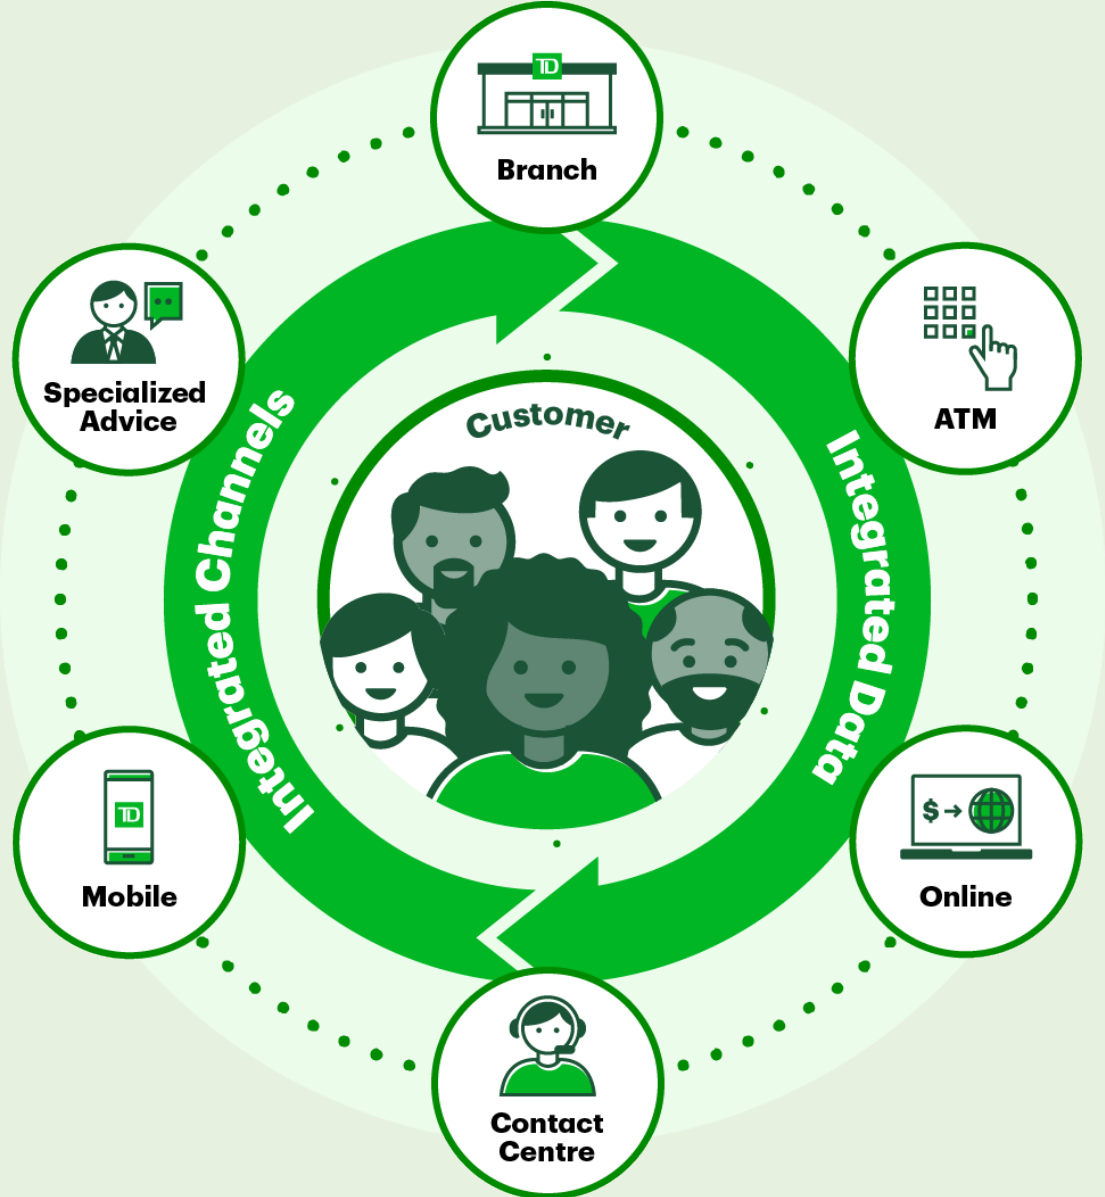 TD
Branch
Specialized
Advice
ATM
Customer
Integrated Channels
Integrated Data
TD
Mobile
$
Online
Contact
Centre